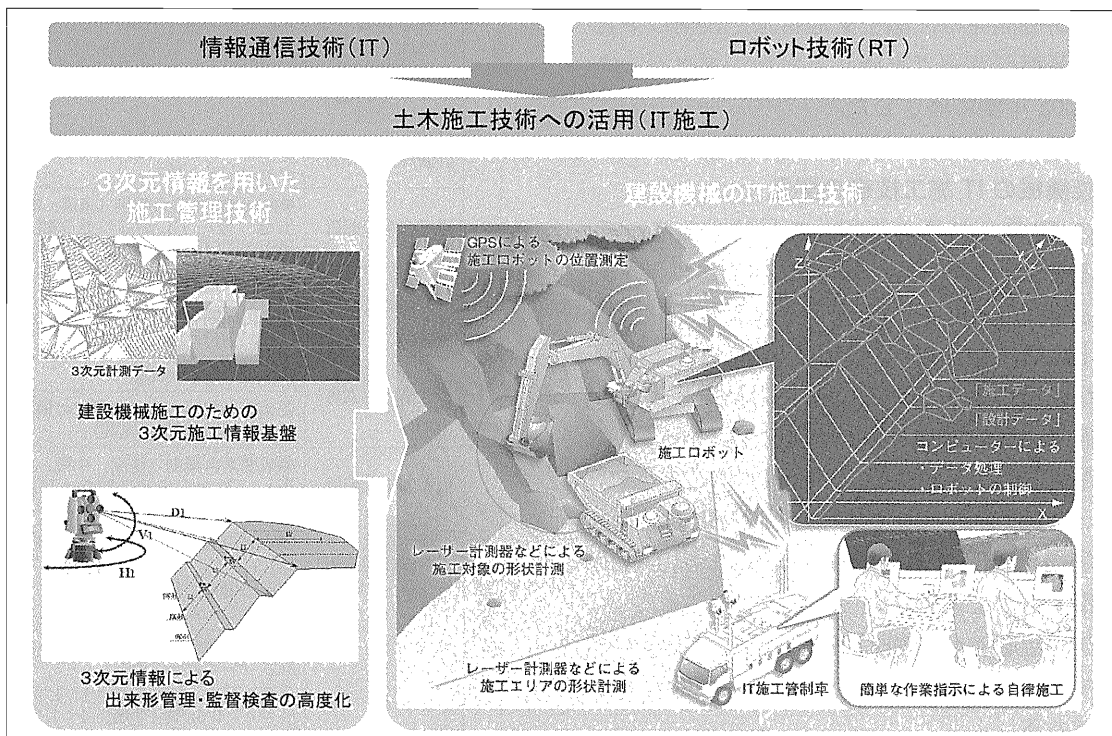 情報通信技術(IT)
ロボット技術(RT)
土木施工技術への活用(IT施工)
3次元情報を用いた
施工管理技術
3次元計測データ
建設機械施工のための
3次元施工情報基盤
D1
V1
H1
3次元情報による
出来形管理・監督検査の高度化
建設機械のIT施工技術
GPSによる
施工ロボットの位置測定
施工ロボット
レーザー計測器などによる
施工対象の形状計測
レーザー計測器などによる
施工エリアの形状計測
IT施工管制車
Z
Y
「施工データ」
「設計データ」
コンピューターによる
・データ処理
・ロボットの制御
X
簡単な作業指示による自律施工